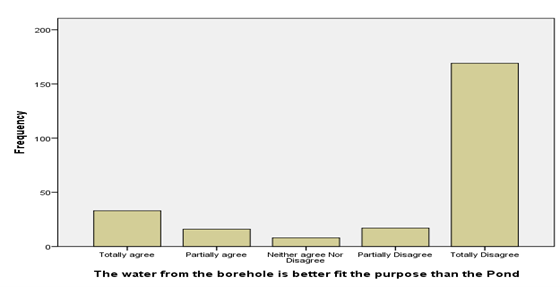 200
150
100
50
0
Frequency
Totally agree
Partially agree
Neither agree Nor
Disagree
Partially Disagree
Totally Disagree
The water from the borehole is better fit the purpose than the Pond